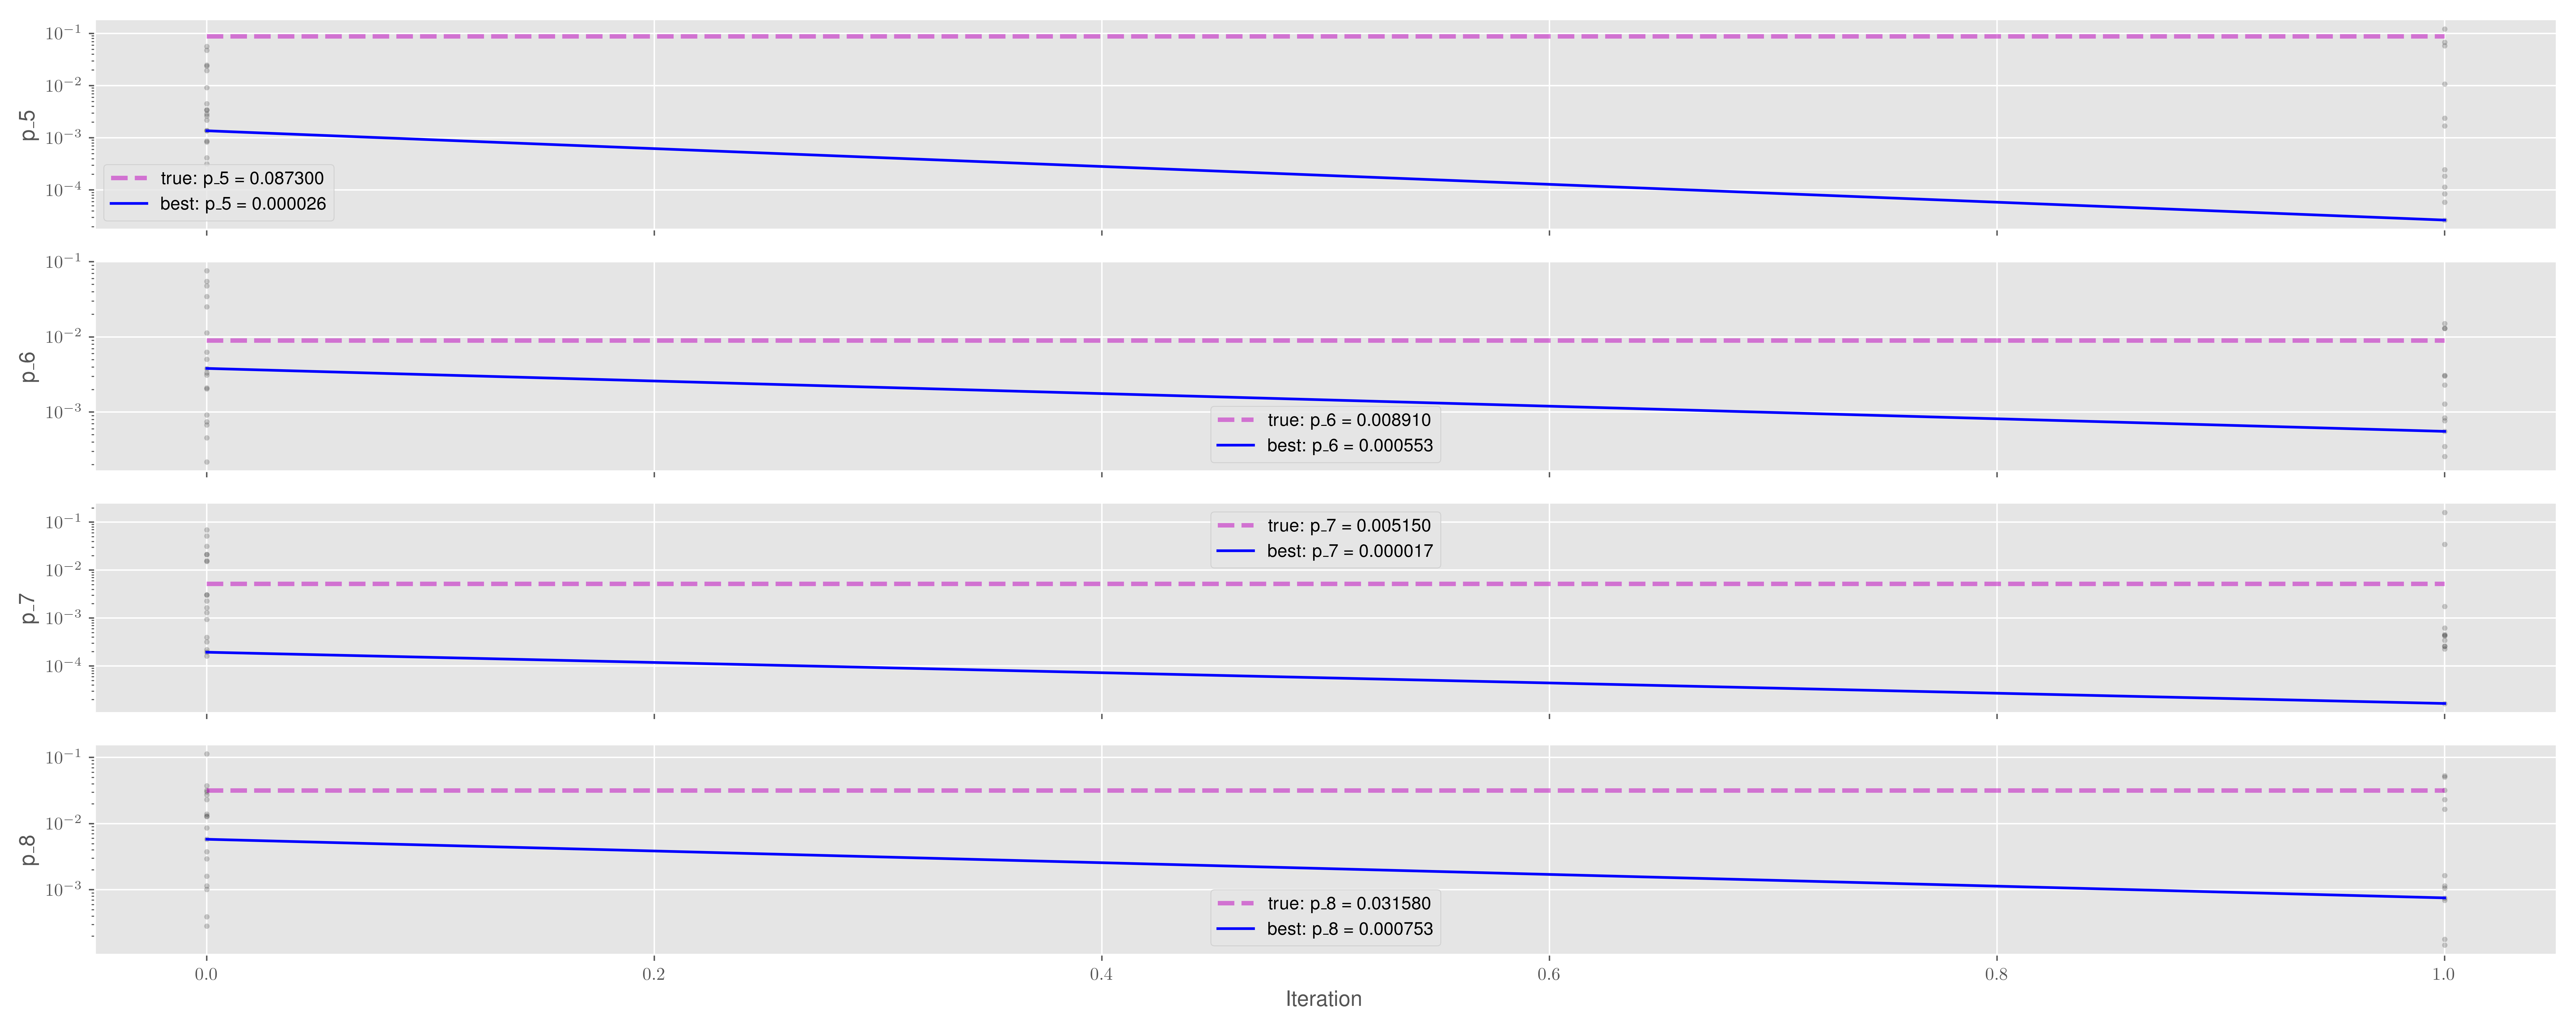 10−1
10−2
10−3
10−4
p_5
true: p_5 = 0.087300
best: p_5 = 0.000026
10−1
10−2
10−3
p_6
true: p_6 = 0.008910
best: p_6 = 0.000553
10−1
10−2
10−3
10−4
p_7
true: p_7 = 0.005150
best: p_7 = 0.000017
10−1
10−2
10−3
p_8
true: p_8 = 0.031580
best: p_8 = 0.000753
0.0 0.2 0.4 0.6 0.8 1.0
Iteration